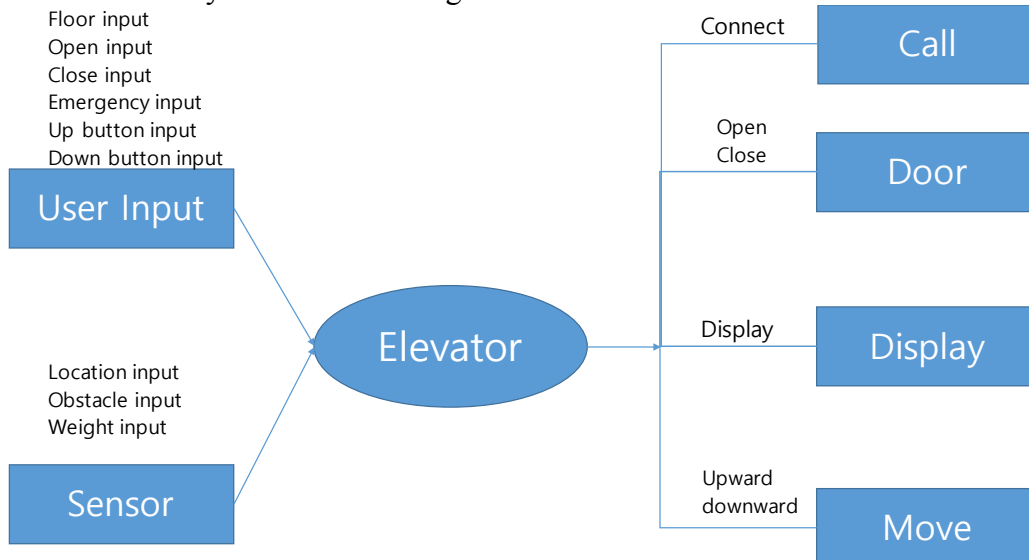 Floor input
Open input
Close input
Emergency input
Up button input
Down button input
User Input
Location input
Obstacle input
Weight input
Sensor
Elevator
Connect
Call
Open
Close
Door
Display
Display
Upward
downward
Move